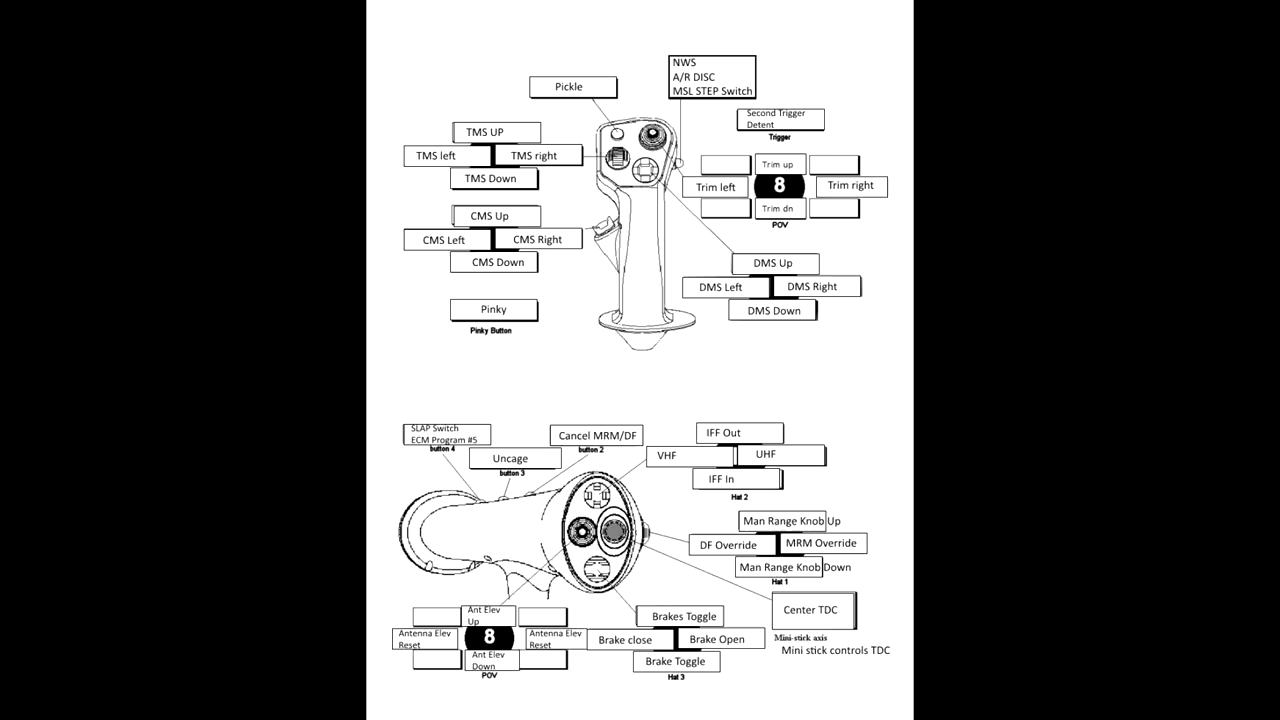 NWS
A/R DISC
MSL STEP Switch
Pickle
Second Trigger
Detent
Trigger
TMS UP
TMS left
TMS right
TMS Down
Trim up
Trim left
8
Trim right
Trim dn
POV
CMS Up
CMS Left
CMS Right
CMS Down
DMS Up
DMS Left
DMS Right
DMS Down
Pinky
Pinky Button
SLAP Switch
ECM Program #5
button 4
Uncage
button 3
Cancel MRM/DF
button 2
IFF Out
VHF
UHF
IFF In
Hat 2
Man Range Knob Up
DF Override
MRM Override
Man Range Knob Down
Hat 1
Center TDC
Mini-stick axis
Mini stick controls TDC
Ant Elev
Up
Antenna Elev
Reset
8
Antenna Elev
Reset
Ant Elev
Down
POV
Brakes Toggle
Brake close
Brake Open
Brake Toggle
Hat 3